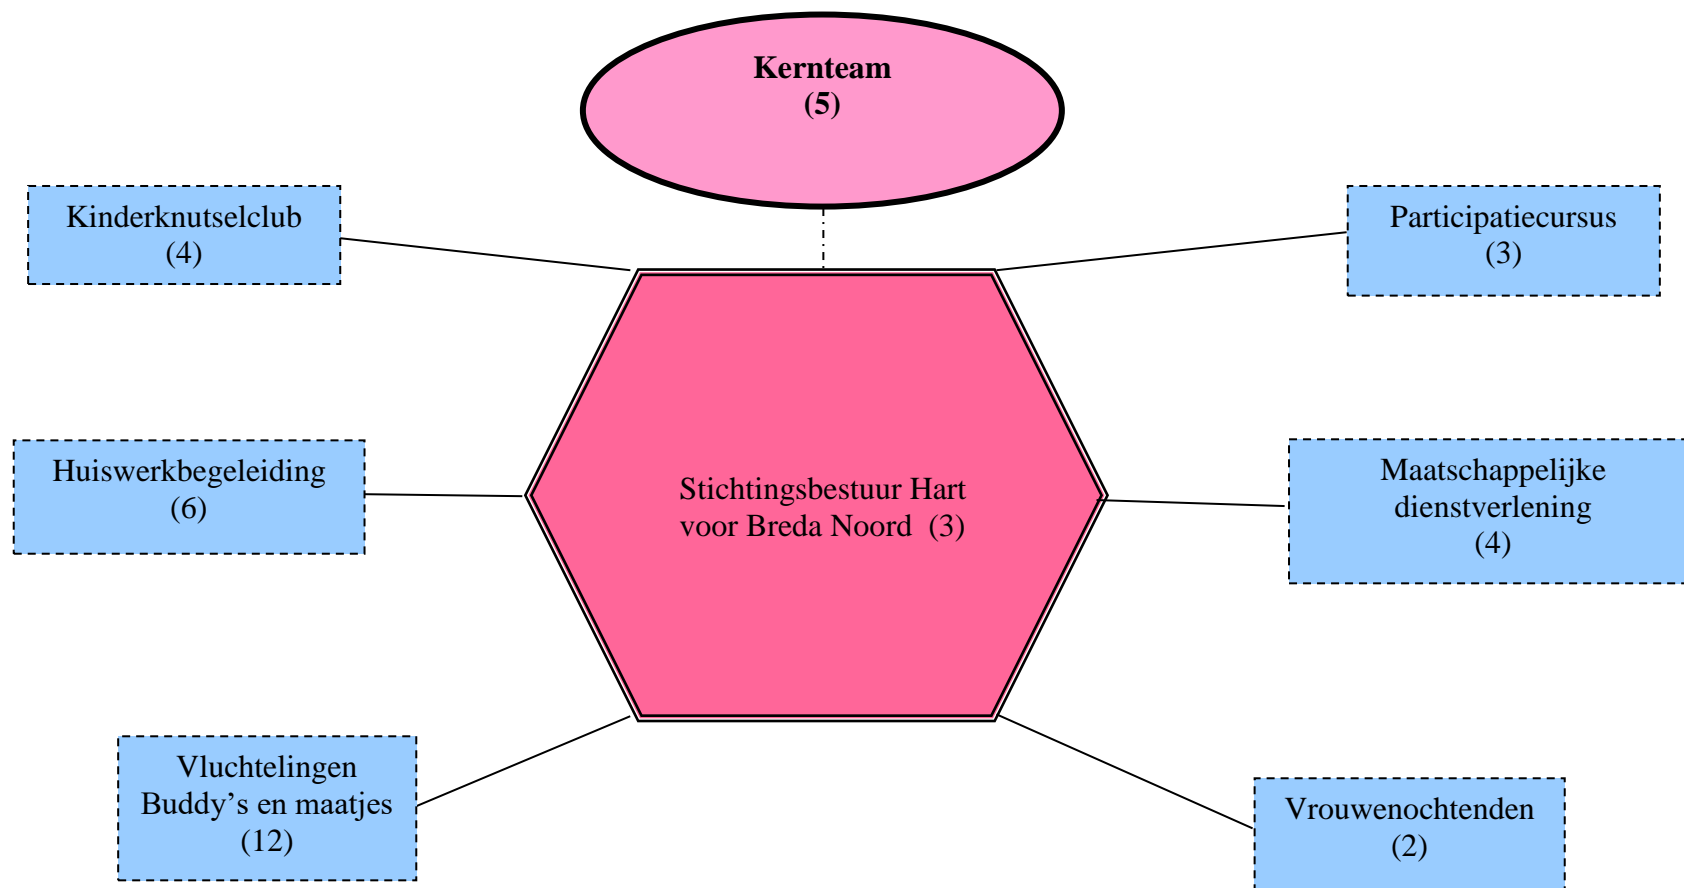 Kernteam
(5)
Kinderknutselclub
(4)
Participatiecursus
(3)
Huiswerkbegeleiding
(6)
Stichtingsbestuur Hart
voor Breda Noord (3)
Maatschappelijke
dienstverlening
(4)
Vluchtelingen
Buddy’s en maatjes
(12)
Vrouwenochtenden
(2)